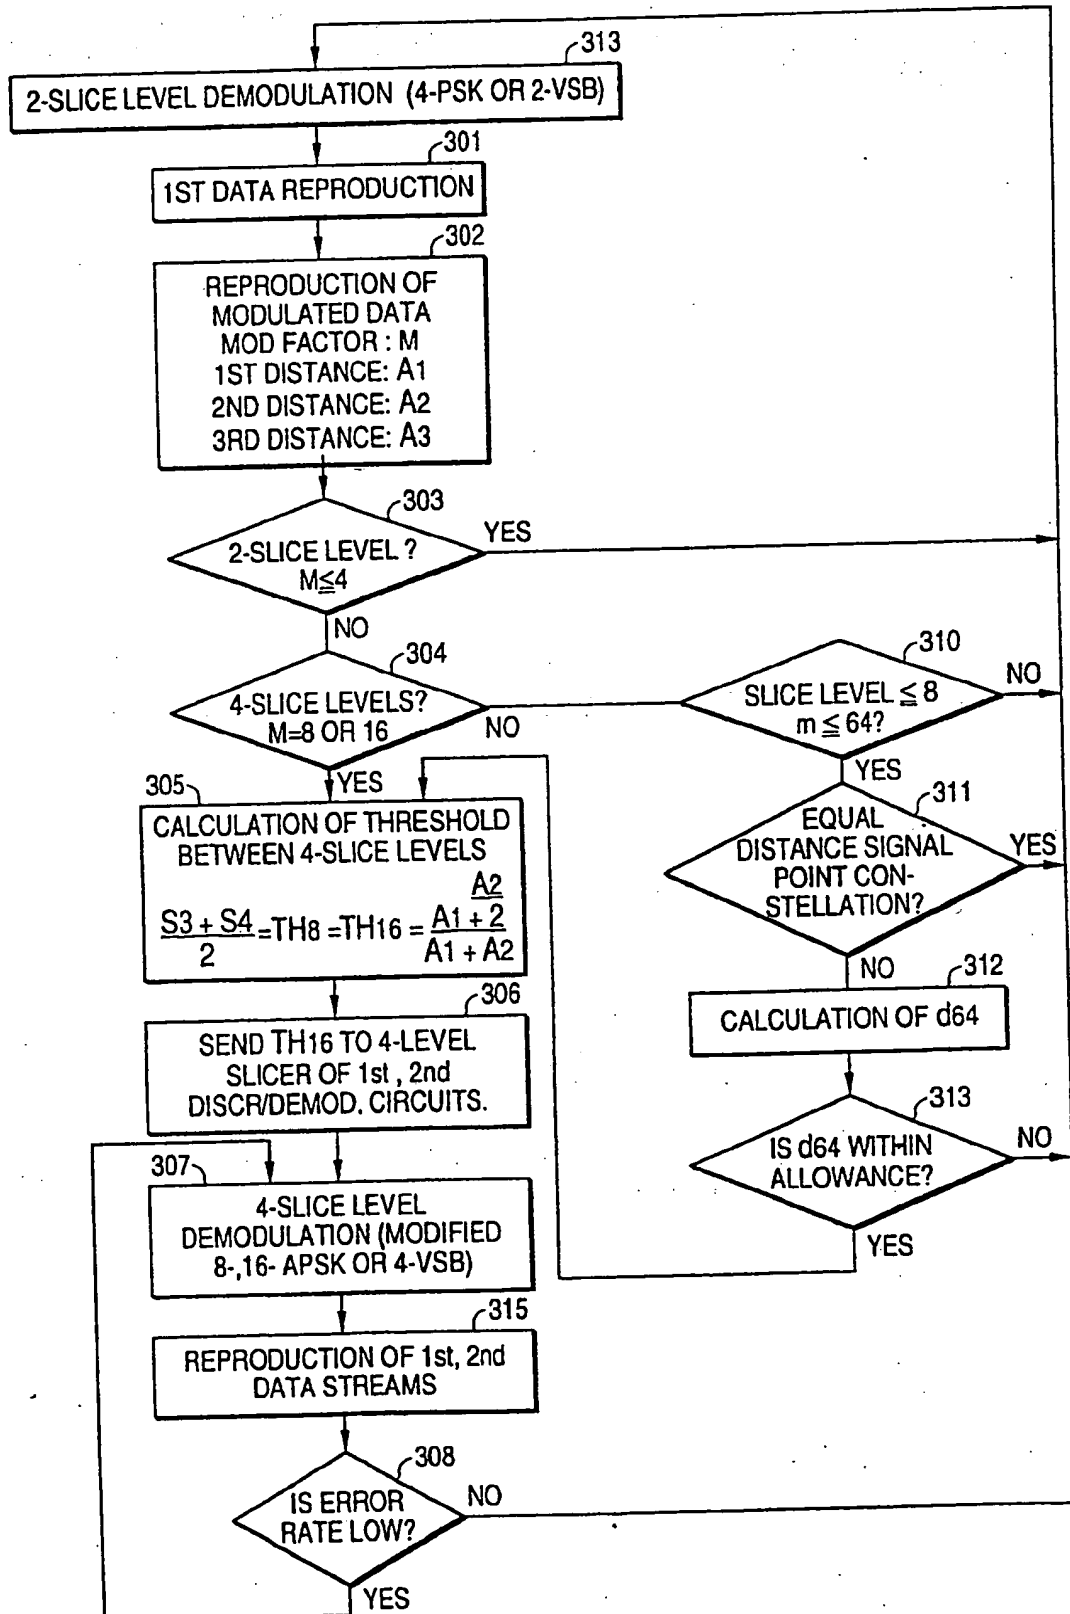 313
2-SLICE LEVEL DEMODULATION (4-PSK OR 2-VSB)
301
1ST DATA REPRODUCTION
302
REPRODUCTION OF
MODULATED DATA
MOD FACTOR : M
1ST DISTANCE: A1
2ND DISTANCE: A2
3RD DISTANCE: A3
303
2-SLICE LEVEL ?
M≦4
YES
NO
304
4-SLICE LEVELS?
M=8 OR 16
NO
YES
310
SLICE LEVEL ≦ 8
m ≦ 64?
NO
YES
305
CALCULATION OF THRESHOLD
BETWEEN 4-SLICE LEVELS
S3 + S4
2
=TH8 =TH16 =
A2
A1 + 2
A1 + A2
311
EQUAL
DISTANCE SIGNAL
POINT CON-
STELLATION?
YES
NO
306
SEND TH16 TO 4-LEVEL
SLICER OF 1st , 2nd
DISCR/DEMOD. CIRCUITS.
312
CALCULATION OF d64
313
IS d64 WITHIN
ALLOWANCE?
NO
YES
307
4-SLICE LEVEL
DEMODULATION (MODIFIED
8-,16- APSK OR 4-VSB)
315
REPRODUCTION OF 1st, 2nd
DATA STREAMS
308
IS ERROR
RATE LOW?
NO
YES